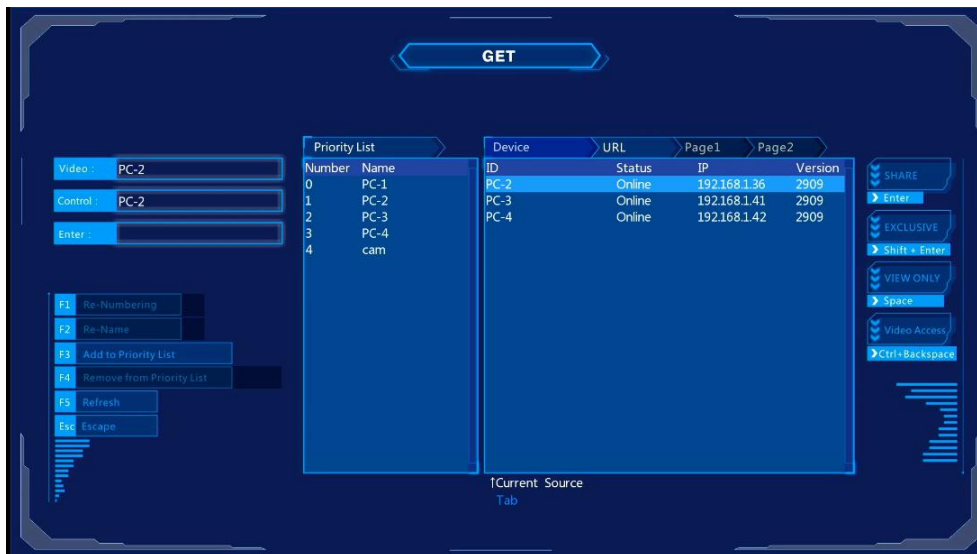 GET
Video : PC-2
Control : PC-2
Enter :
F1 Re-Numbering
F2 Re-Name
F3 Add to Priority List
F4 Remove from Priority List
F5 Refresh
Esc Escape
Priority List
Number Name
0 PC-1
1 PC-2
2 PC-3
3 PC-4
4 cam
Device URL Page1 Page2
ID Status IP Version
PC-2 Online 192.168.1.36 2909
PC-3 Online 192.168.1.41 2909
PC-4 Online 192.168.1.42 2909
↑Current Source
Tab
SHARE
Enter
EXCLUSIVE
Shift + Enter
VIEW ONLY
Space
Video Access
Ctrl+Backspace